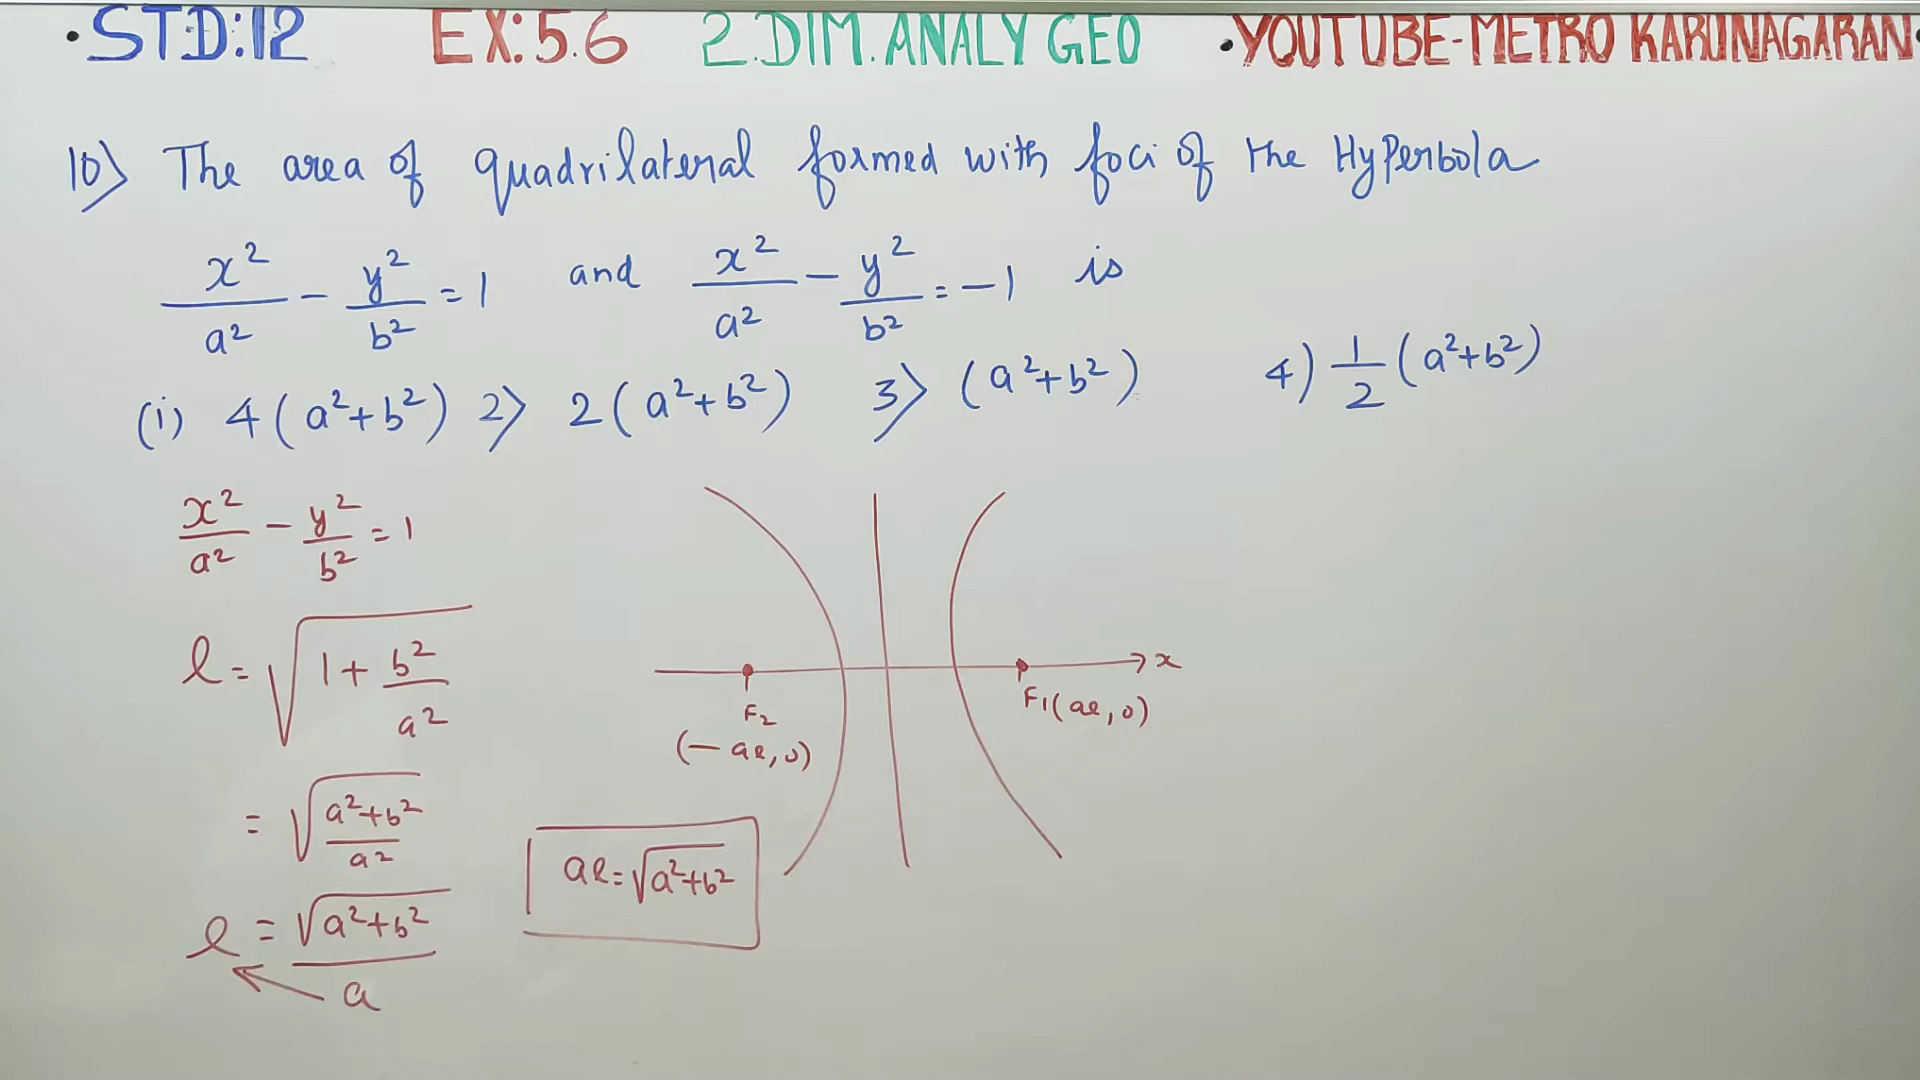 •STD:12 EX:5.6 2.DIM.ANALY GEO •YOUTUBE-METRO KARUNAGARAN•
10) The area of quadrilateral formed with foci of the HyPerbola
x²/a² - y²/b² = 1 and x²/a² - y²/b² = -1 is
(i) 4(a²+b²) 2) 2(a²+b²) 3) (a²+b²) 4) 1/2 (a²+b²)
x²/a² - y²/b² = 1
e = √(1 + b²/a²)
→ x
F₂ F₁(ae, 0)
(-ae, 0)
= √((a²+b²)/a²)
ae = √(a²+b²)
e = √(a²+b²)/a